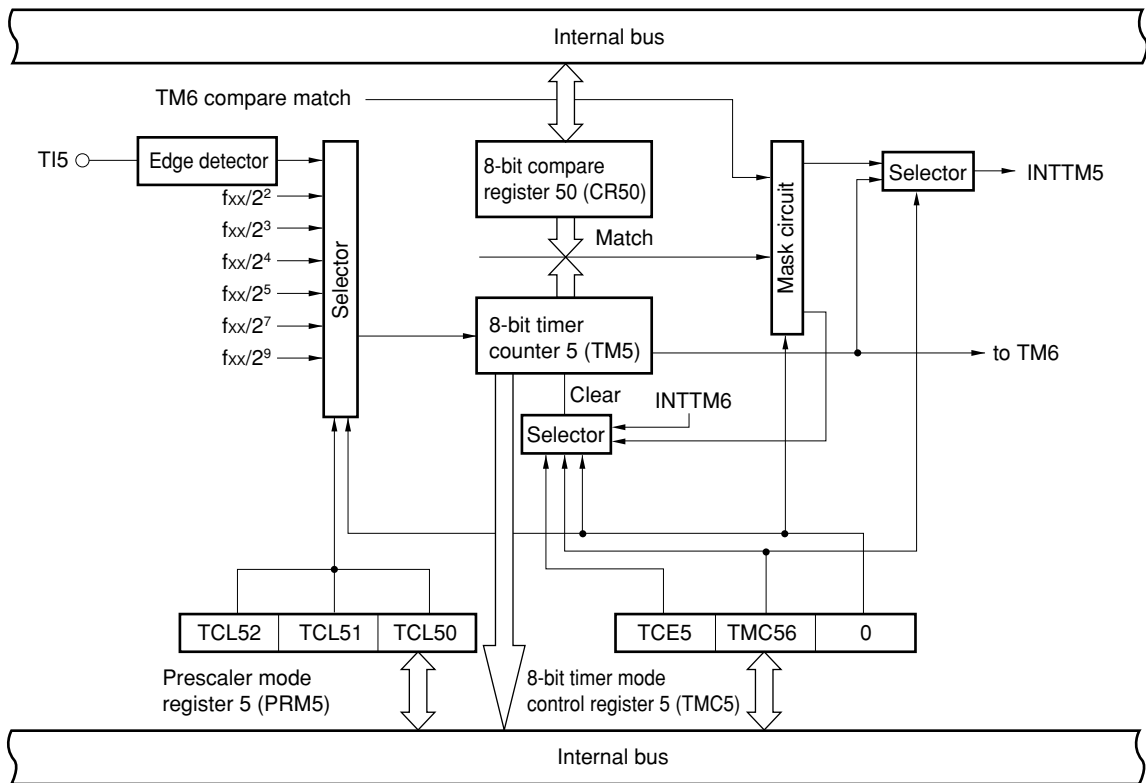 Internal bus
TM6 compare match
TI5
Edge detector
fxx/2²
fxx/2³
fxx/2⁴
fxx/2⁵
fxx/2⁷
fxx/2⁹
Selector
8-bit compare
register 50 (CR50)
Match
8-bit timer
counter 5 (TM5)
Clear
Selector
INTTM6
Mask circuit
Selector
INTTM5
to TM6
TCL52
TCL51
TCL50
Prescaler mode
register 5 (PRM5)
TCE5
TMC56
0
8-bit timer mode
control register 5 (TMC5)
Internal bus